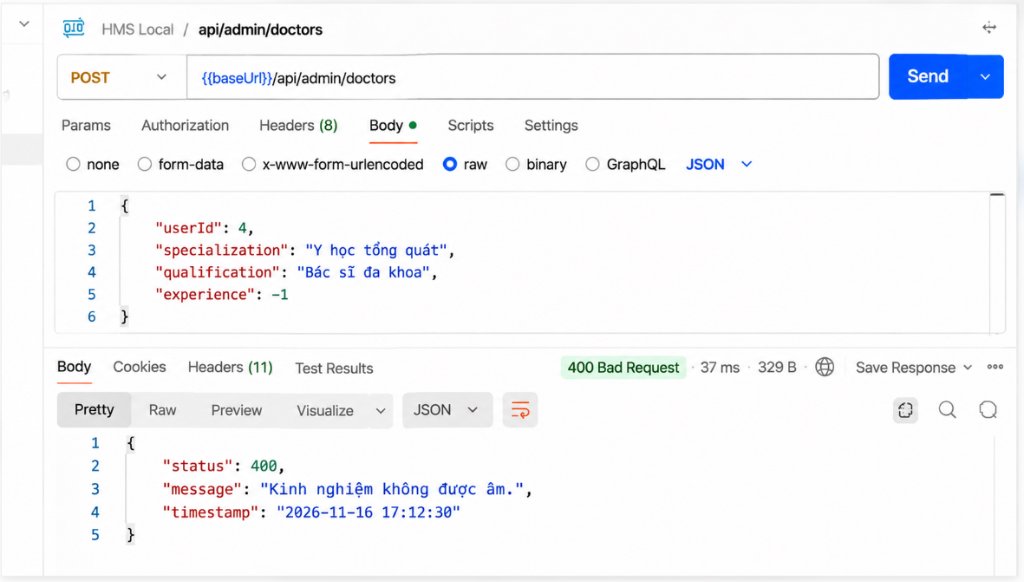 HMS Local / api/admin/doctors
POST {{baseUrl}}/api/admin/doctors Send
Params Authorization Headers (8) Body Scripts Settings
none form-data x-www-form-urlencoded raw binary GraphQL JSON
1 {
2 "userId": 4,
3 "specialization": "Y học tổng quát",
4 "qualification": "Bác sĩ đa khoa",
5 "experience": -1
6 }
Body Cookies Headers (11) Test Results 400 Bad Request · 37 ms · 329 B · Save Response
Pretty Raw Preview Visualize JSON
1 {
2 "status": 400,
3 "message": "Kinh nghiệm không được âm.",
4 "timestamp": "2026-11-16 17:12:30"
5 }